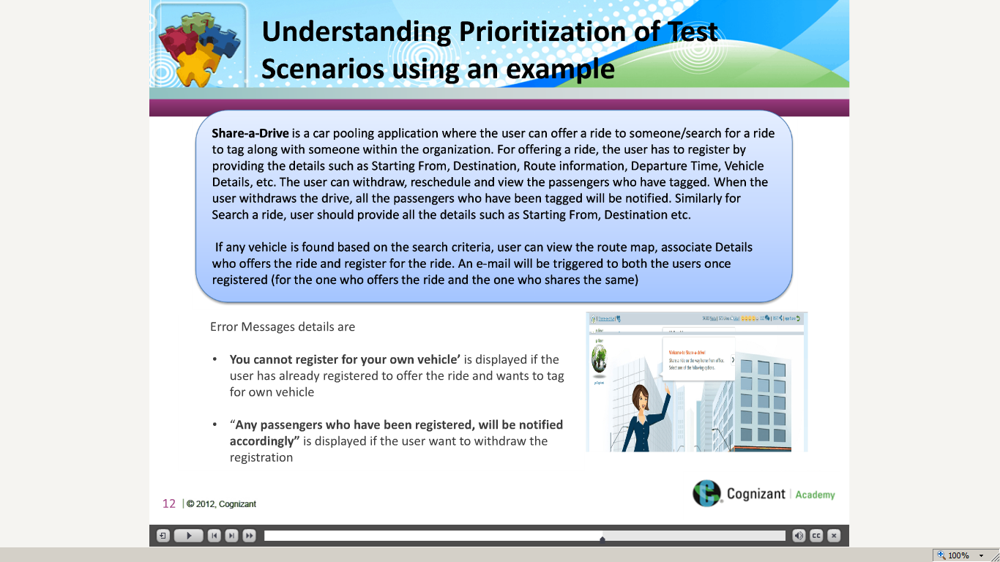 Understanding Prioritization of Test
Scenarios using an example
Share-a-Drive is a car pooling application where the user can offer a ride to someone/search for a ride
to tag along with someone within the organization. For offering a ride, the user has to register by
providing the details such as Starting From, Destination, Route information, Departure Time, Vehicle
Details, etc. The user can withdraw, reschedule and view the passengers who have tagged. When the
user withdraws the drive, all the passengers who have been tagged will be notified. Similarly for
Search a ride, user should provide all the details such as Starting From, Destination etc.
If any vehicle is found based on the search criteria, user can view the route map, associate Details
who offers the ride and register for the ride. An e-mail will be triggered to both the users once
registered (for the one who offers the ride and the one who shares the same)
Error Messages details are
• You cannot register for your own vehicle’ is displayed if the
user has already registered to offer the ride and wants to tag
for own vehicle
• “Any passengers who have been registered, will be notified
accordingly” is displayed if the user want to withdraw the
registration
Welcome to Share-a-drive!
Share a ride on the way home from office.
Select one of the following options.
12 | © 2012, Cognizant
Cognizant | Academy
CC
100%